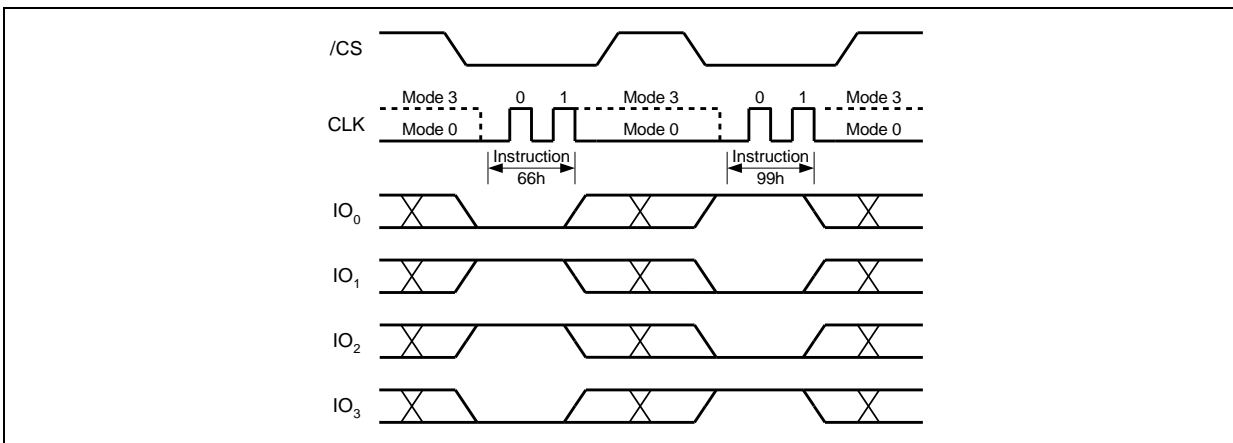 /CS
Mode 3 0 1 Mode 3 0 1 Mode 3
CLK Mode 0 Mode 0 Mode 0
Instruction Instruction
66h 99h
IO0
IO1
IO2
IO3